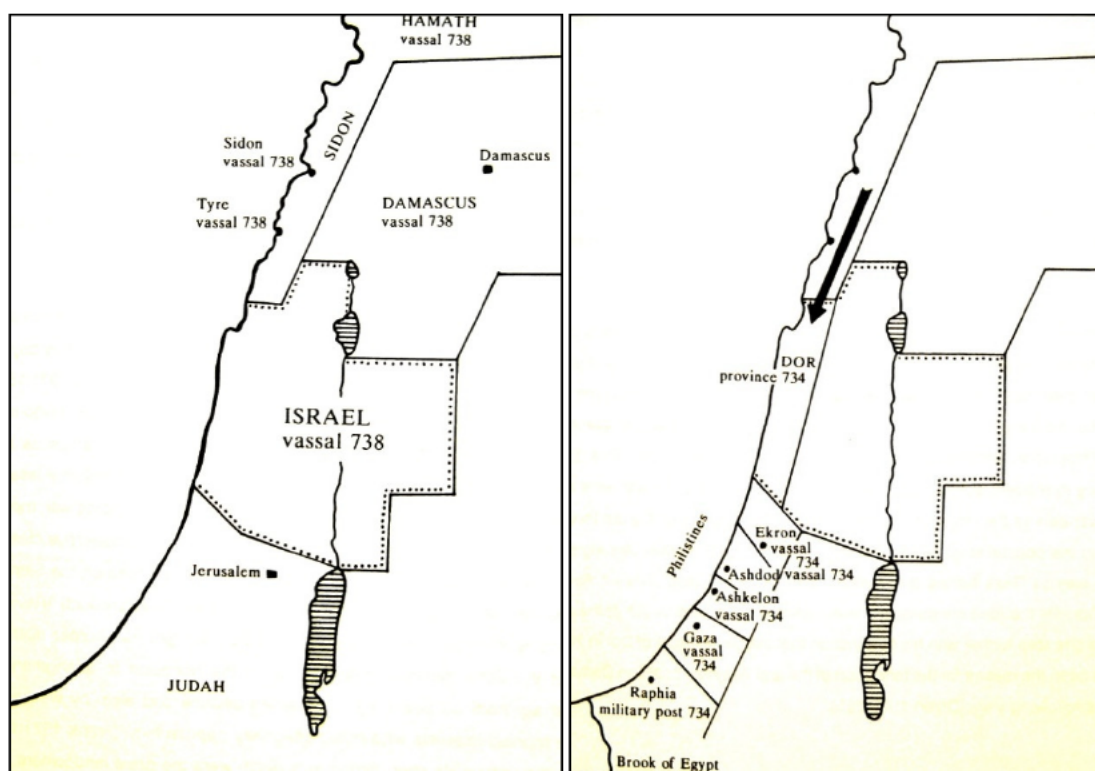 HAMATH
vassal 738
SIDON
Sidon
vassal 738
Damascus
Tyre
vassal 738
DAMASCUS
vassal 738
ISRAEL
vassal 738
Jerusalem
JUDAH
DOR
province 734
Philistines
Ekron
vassal
734
Ashdod vassal 734
Ashkelon
vassal 734
Gaza
vassal
734
Raphia
military post 734
Brook of Egypt